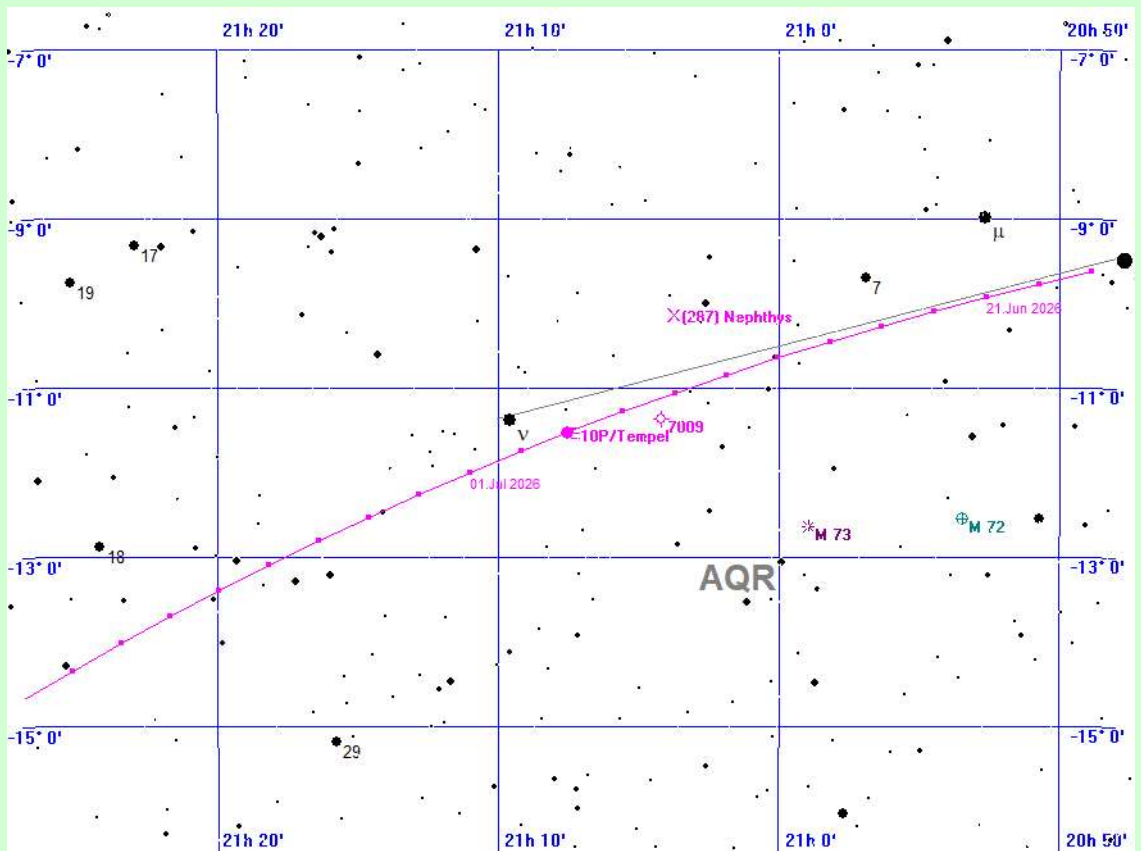 21h 20'
21h 10'
21h 0'
20h 50'
-7° 0'
-7° 0'
-9° 0'
-9° 0'
μ
17
19
7
21.Jun 2026
(287) Nephthys
-11° 0'
-11° 0'
ν
10P/Tempel
7009
01.Jul 2026
M 73
M 72
18
-13° 0'
-13° 0'
AQR
-15° 0'
-15° 0'
29
21h 20'
21h 10'
21h 0'
20h 50'